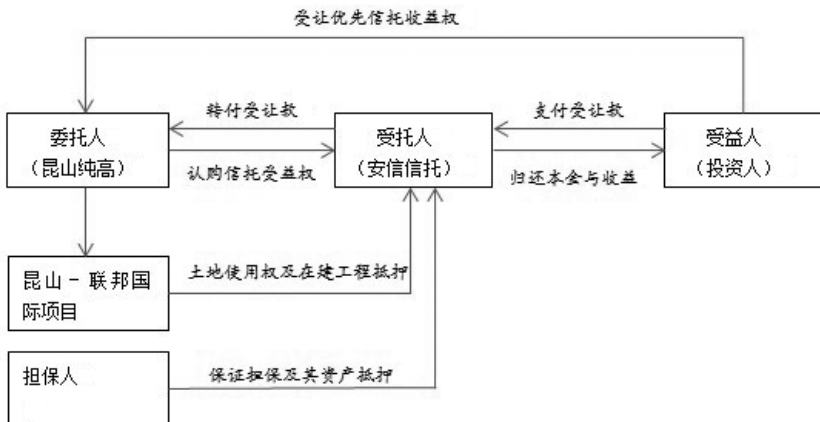 受让优先信托收益权
转付受让款
支付受让款
委托人
（昆山纯高）
受托人
（安信信托）
受益人
（投资人）
认购信托受益权
归还本金与收益
昆山－联邦国
际项目
土地使用权及在建工程抵押
担保人
保证担保及其资产抵押